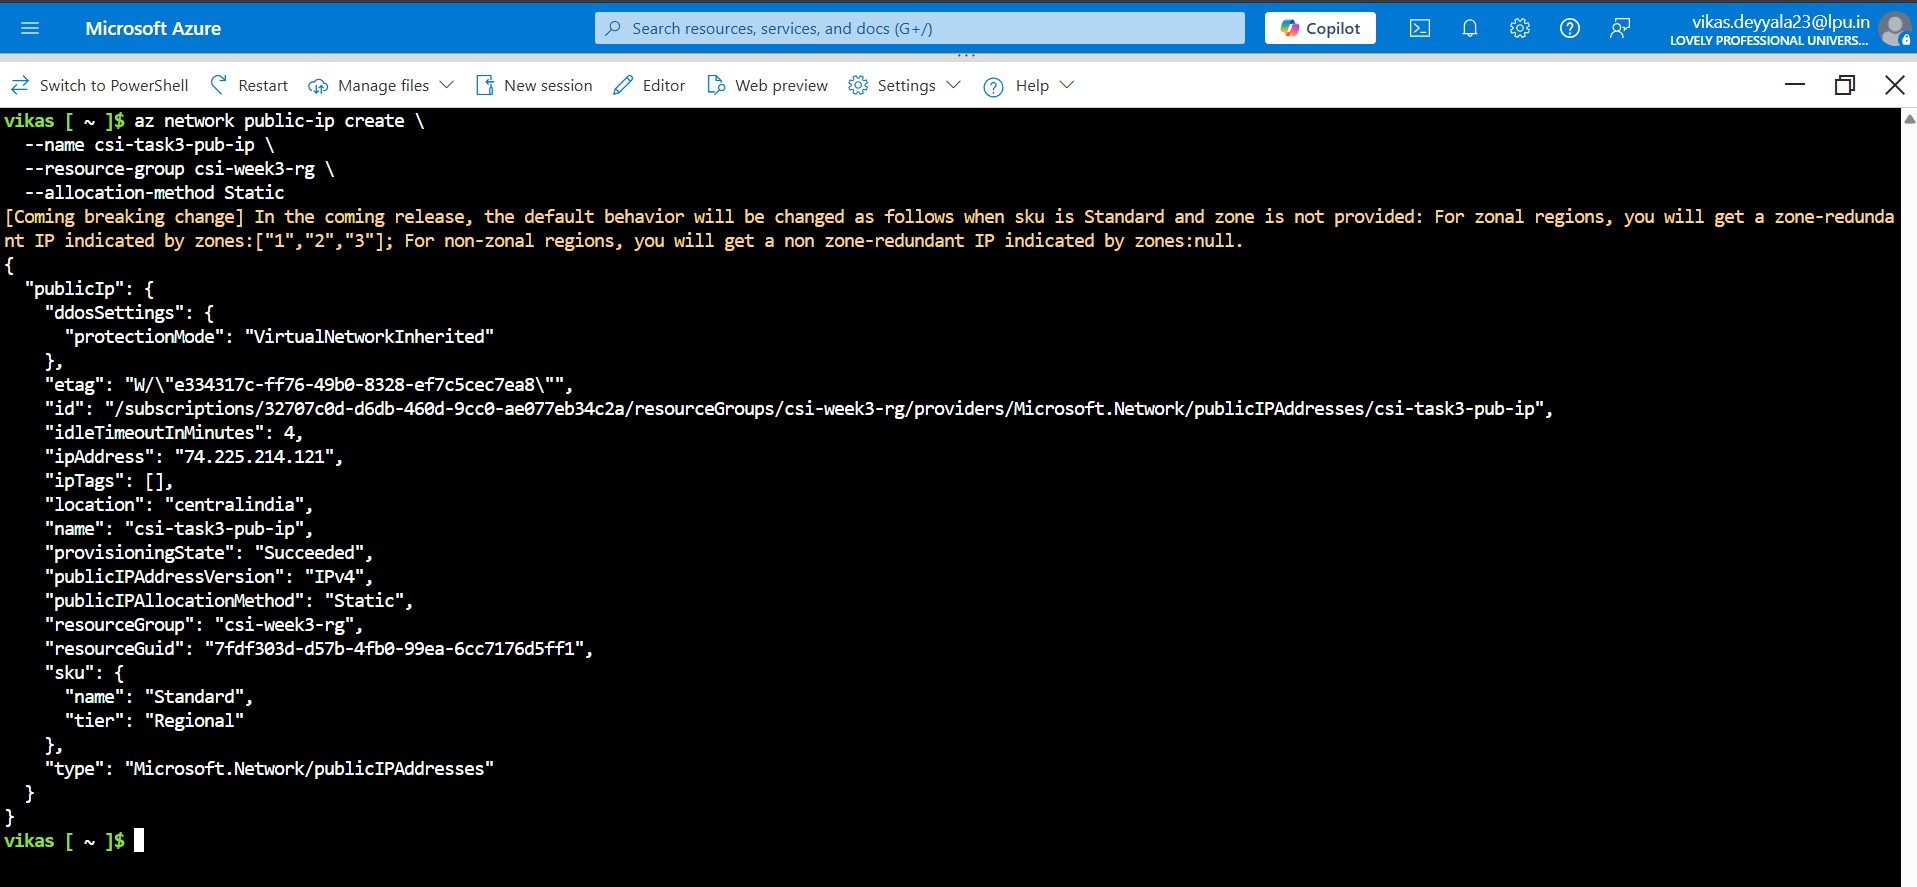 Microsoft Azure
Search resources, services, and docs (G+/)
Copilot
vikas.deyyala23@lpu.in
LOVELY PROFESSIONAL UNIVERS...
Switch to PowerShell
Restart
Manage files
New session
Editor
Web preview
Settings
Help
vikas [ ~ ]$ az network public-ip create \
  --name csi-task3-pub-ip \
  --resource-group csi-week3-rg \
  --allocation-method Static
[Coming breaking change] In the coming release, the default behavior will be changed as follows when sku is Standard and zone is not provided: For zonal regions, you will get a zone-redunda
nt IP indicated by zones:["1","2","3"]; For non-zonal regions, you will get a non zone-redundant IP indicated by zones:null.
{
  "publicIp": {
    "ddosSettings": {
      "protectionMode": "VirtualNetworkInherited"
    },
    "etag": "W/\"e334317c-ff76-49b0-8328-ef7c5cec7ea8\"",
    "id": "/subscriptions/32707c0d-d6db-460d-9cc0-ae077eb34c2a/resourceGroups/csi-week3-rg/providers/Microsoft.Network/publicIPAddresses/csi-task3-pub-ip",
    "idleTimeoutInMinutes": 4,
    "ipAddress": "74.225.214.121",
    "ipTags": [],
    "location": "centralindia",
    "name": "csi-task3-pub-ip",
    "provisioningState": "Succeeded",
    "publicIPAddressVersion": "IPv4",
    "publicIPAllocationMethod": "Static",
    "resourceGroup": "csi-week3-rg",
    "resourceGuid": "7fdf303d-d57b-4fb0-99ea-6cc7176d5ff1",
    "sku": {
      "name": "Standard",
      "tier": "Regional"
    },
    "type": "Microsoft.Network/publicIPAddresses"
  }
}
vikas [ ~ ]$